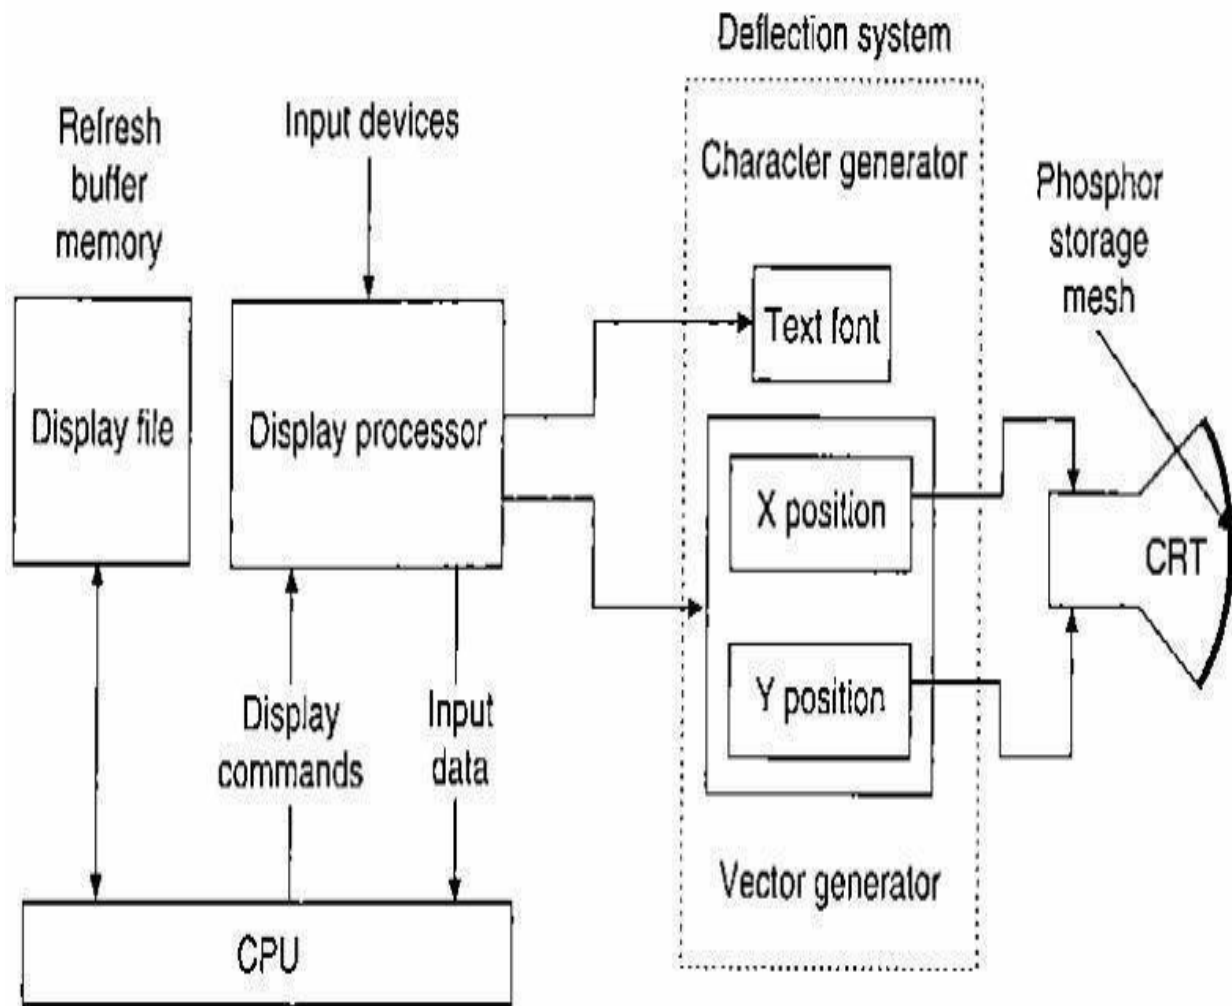 Deflection system
Refresh
buffer
memory
Input devices
Character generator
Phosphor
storage
mesh
Text font
Display file
Display processor
X position
CRT
Y position
Display
commands
Input
data
Vector generator
CPU